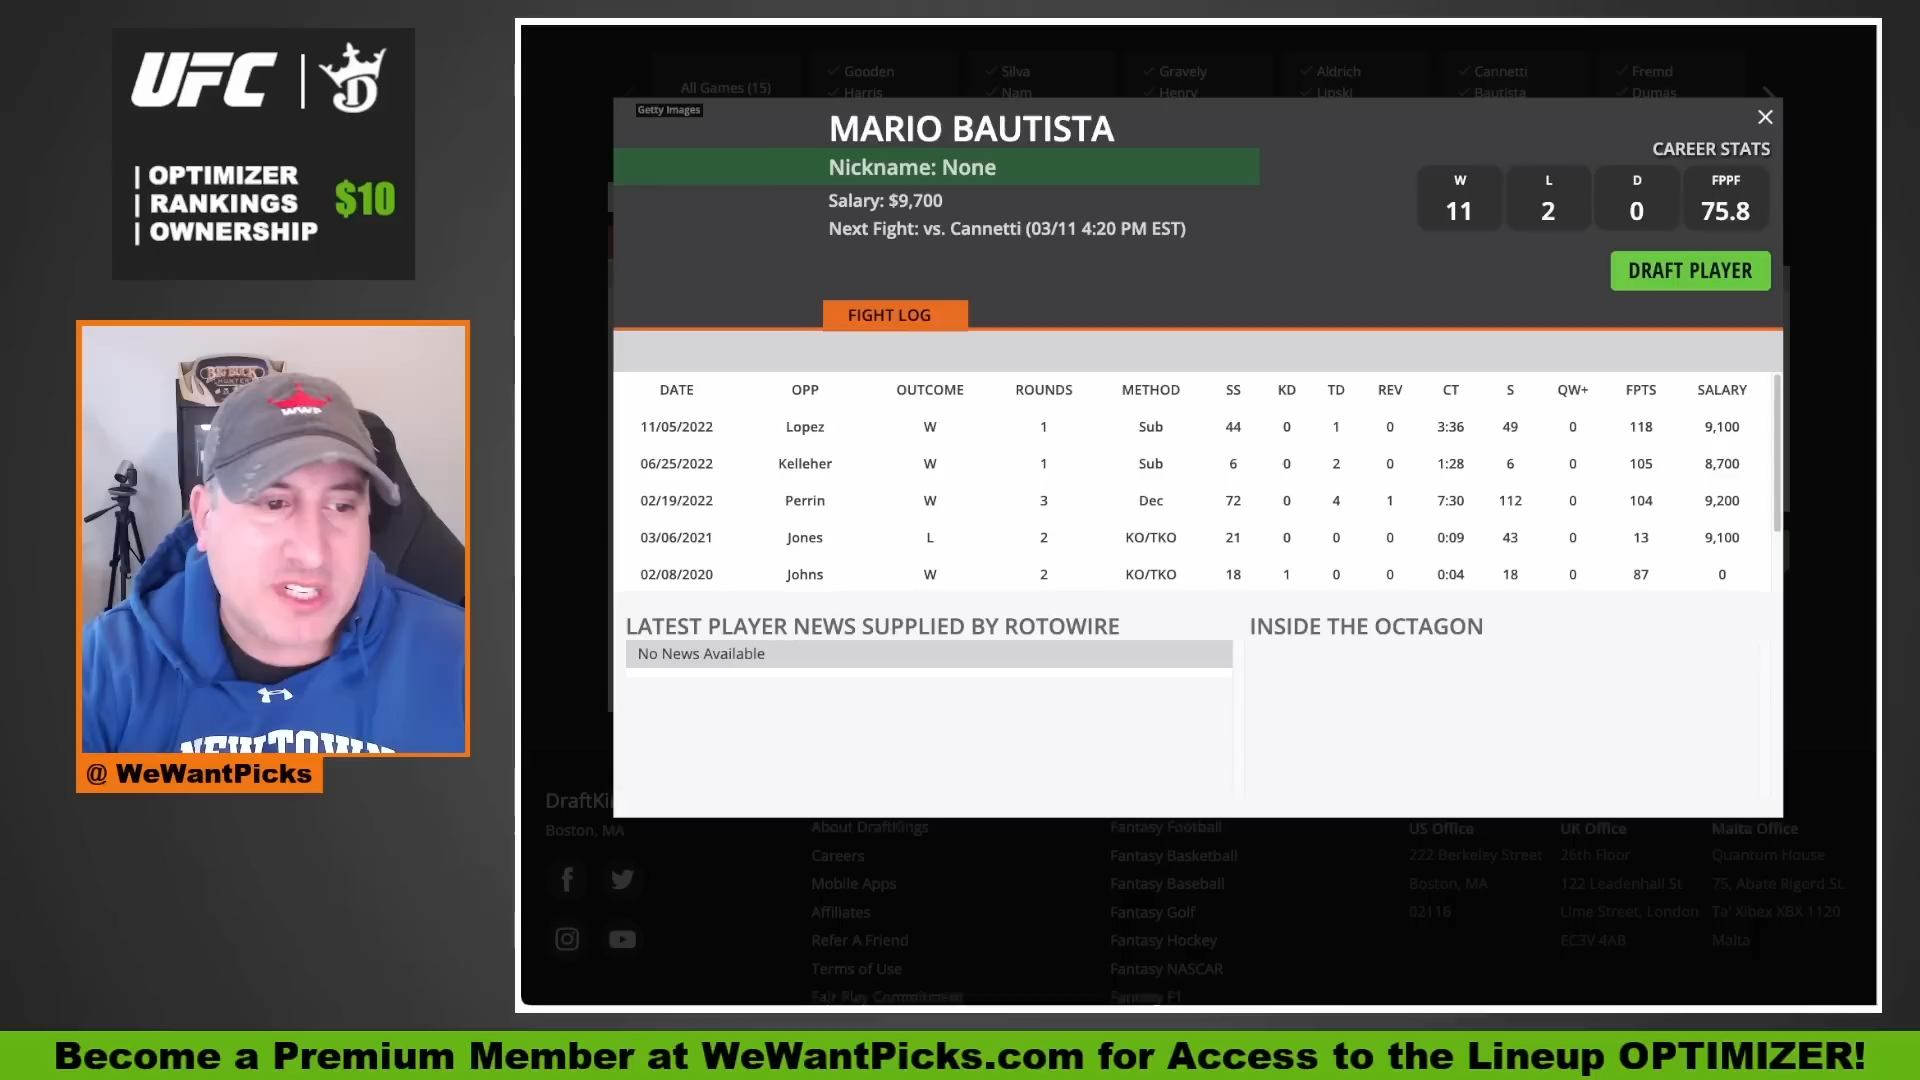 UFC
D
| OPTIMIZER
| RANKINGS
| OWNERSHIP
$10
BIG BUCK
HUNTER
WWP
NEWTOWN
@ WeWantPicks
All Games (15)
Gooden
Harris
Silva
Nam
Gravely
Henry
Aldrich
Lipski
Cannetti
Bautista
Fremd
Dumas
Getty Images
MARIO BAUTISTA
Nickname: None
Salary: $9,700
Next Fight: vs. Cannetti (03/11 4:20 PM EST)
CAREER STATS
W L D FPPF
11 2 0 75.8
DRAFT PLAYER
FIGHT LOG
DATE OPP OUTCOME ROUNDS METHOD SS KD TD REV CT S QW+ FPTS SALARY
11/05/2022 Lopez W 1 Sub 44 0 1 0 3:36 49 0 118 9,100
06/25/2022 Kelleher W 1 Sub 6 0 2 0 1:28 6 0 105 8,700
02/19/2022 Perrin W 3 Dec 72 0 4 1 7:30 112 0 104 9,200
03/06/2021 Jones L 2 KO/TKO 21 0 0 0 0:09 43 0 13 9,100
02/08/2020 Johns W 2 KO/TKO 18 1 0 0 0:04 18 0 87 0
LATEST PLAYER NEWS SUPPLIED BY ROTOWIRE
No News Available
INSIDE THE OCTAGON
DraftKi
Boston, MA
About DraftKings
Careers
Mobile Apps
Affiliates
Refer A Friend
Terms of Use
Fair Play Commitment
Fantasy Football
Fantasy Basketball
Fantasy Baseball
Fantasy Golf
Fantasy Hockey
Fantasy NASCAR
Fantasy F1
US Office
222 Berkeley Street
Boston, MA
02116
UK Office
26th Floor
122 Leadenhall St
Lime Street, London
EC3V 4AB
Malta Office
Quantum House
75, Abate Rigord St.
Ta' Xibex XBX 1120
Malta
Become a Premium Member at WeWantPicks.com for Access to the Lineup OPTIMIZER!